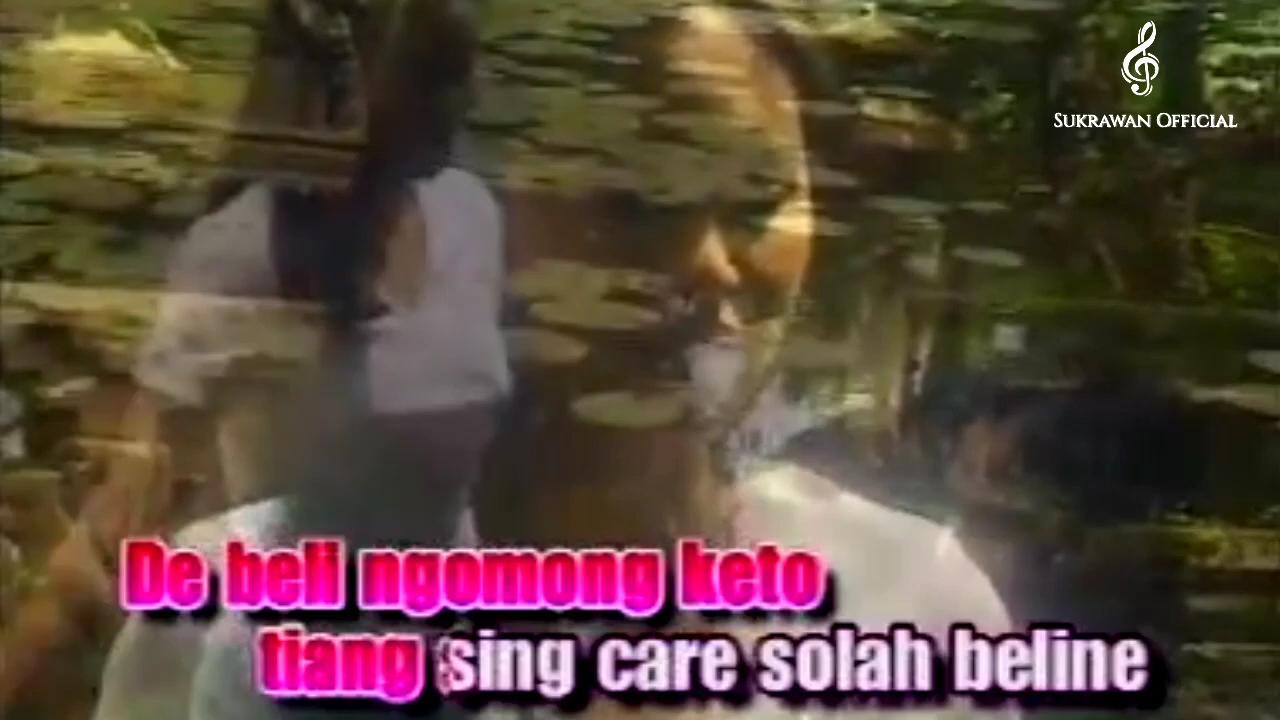 SUKRAWAN OFFICIAL
De beli ngomong keto
tiang sing care solah beline